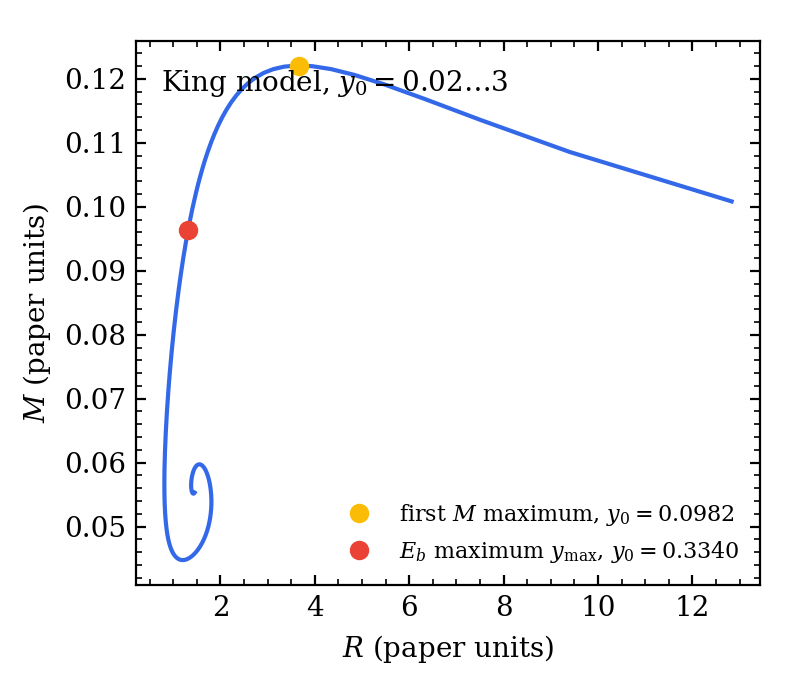 King model, y₀ = 0.02...3
0.12
0.11
0.10
0.09
0.08
0.07
0.06
0.05
M (paper units)
first M maximum, y₀ = 0.0982
E_b maximum y_max, y₀ = 0.3340
2 4 6 8 10 12
R (paper units)